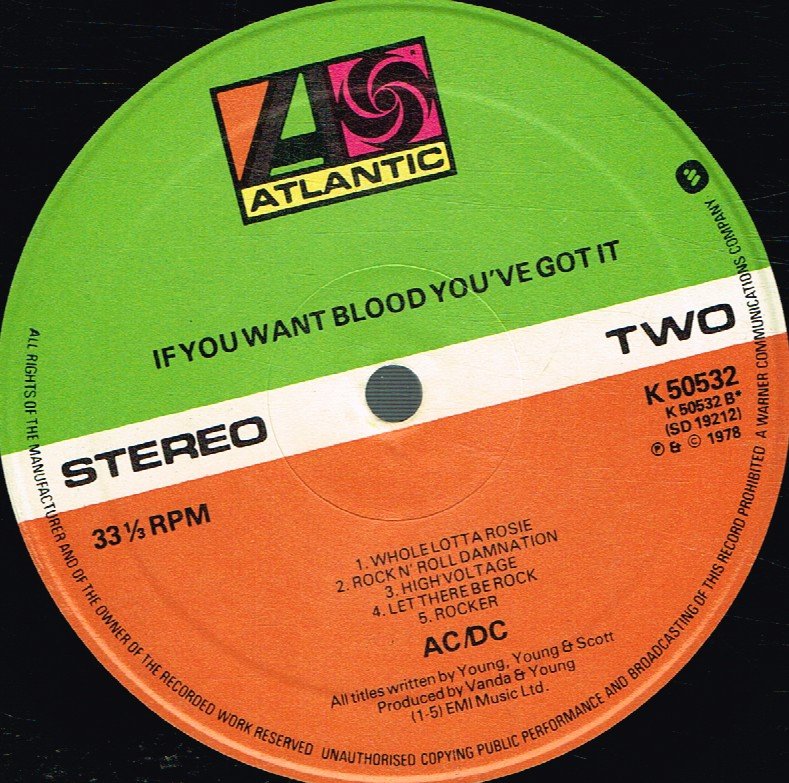 ATLANTIC
IF YOU WANT BLOOD YOU'VE GOT IT
STEREO
TWO
33⅓ RPM
K 50532
K 50532 B*
(SD 19212)
℗ & © 1978
1. WHOLE LOTTA ROSIE
2. ROCK N' ROLL DAMNATION
3. HIGH VOLTAGE
4. LET THERE BE ROCK
5. ROCKER
AC/DC
All titles written by Young, Young & Scott
Produced by Vanda & Young
(1-5) EMI Music Ltd.
ALL RIGHTS OF THE MANUFACTURER AND OF THE OWNER OF THE RECORDED WORK RESERVED UNAUTHORISED COPYING PUBLIC PERFORMANCE AND BROADCASTING OF THIS RECORD PROHIBITED A WARNER COMMUNICATIONS COMPANY